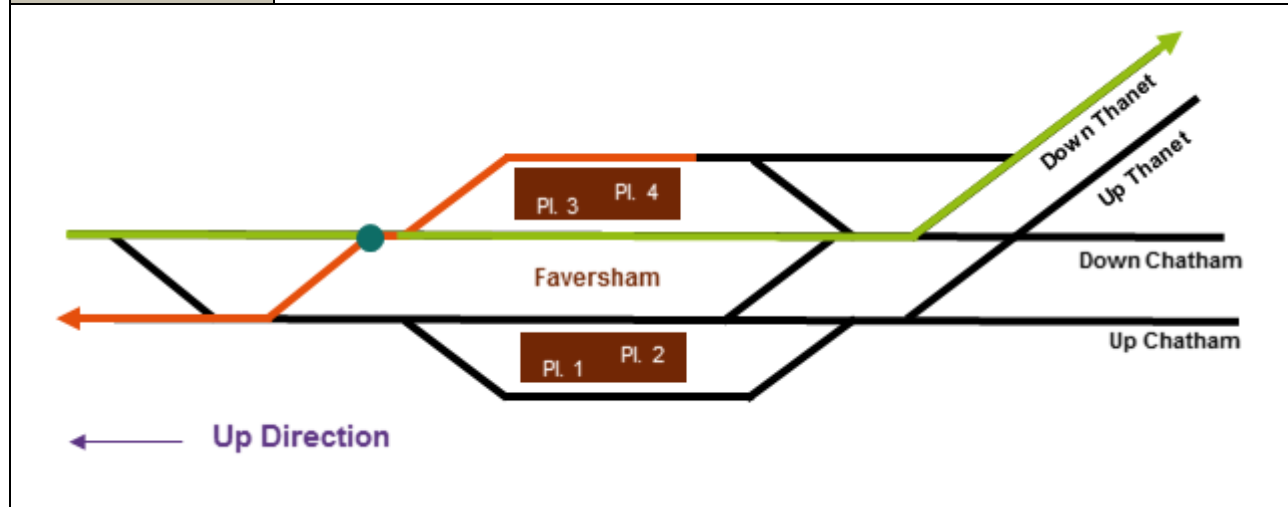 Down Thanet
Up Thanet
Pl. 3
Pl. 4
Down Chatham
Faversham
Up Chatham
Pl. 1
Pl. 2
Up Direction